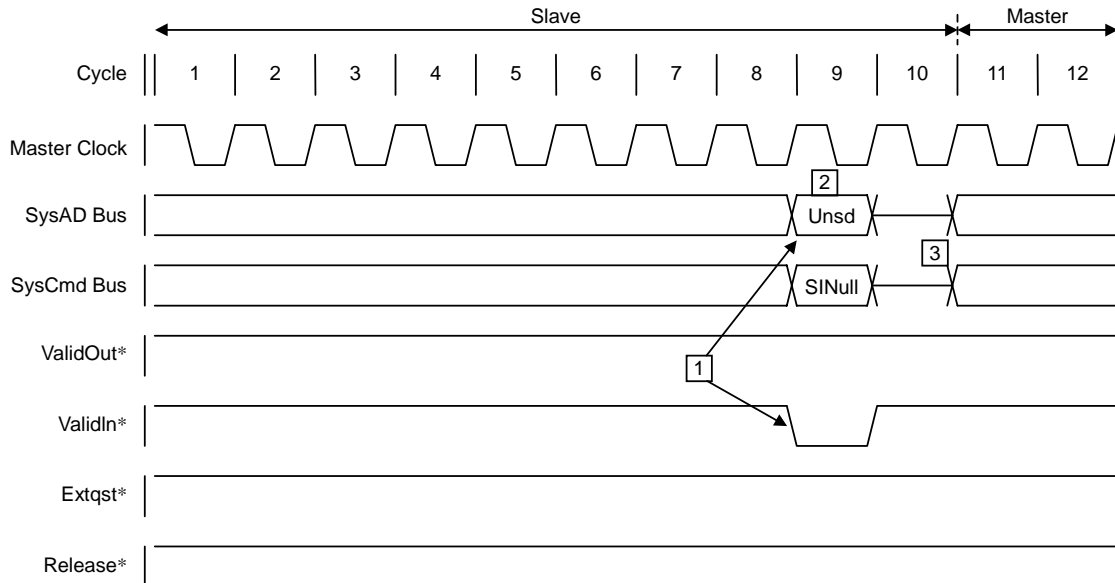 Slave Master
Cycle 1 2 3 4 5 6 7 8 9 10 11 12
Master Clock
2
SysAD Bus Unsd
3
SysCmd Bus SINull
ValidOut*
1
ValidIn*
Extqst*
Release*